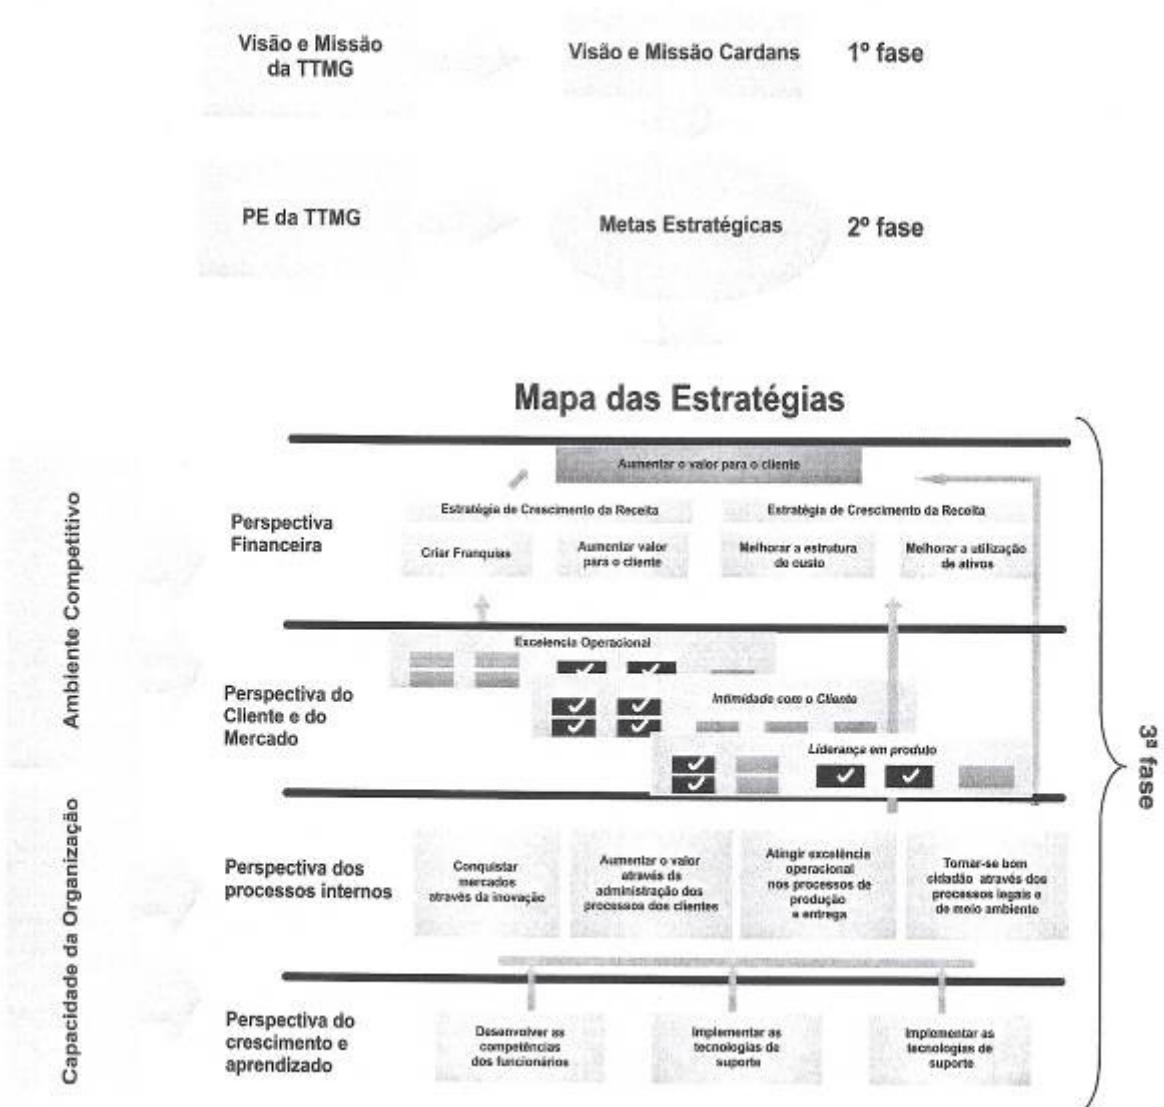 Visão e Missão
da TTMG
Visão e Missão Cardans
1º fase
PE da TTMG
Metas Estratégicas
2º fase
Mapa das Estratégias
Ambiente Competitivo
Capacidade da Organização
3ª fase
Perspectiva
Financeira
Aumentar o valor para o cliente
Estratégia de Crescimento da Receita
Estratégia de Crescimento da Receita
Criar Franquias
Aumentar valor
para o cliente
Melhorar a estrutura
de custo
Melhorar a utilização
de ativos
Perspectiva do
Cliente e do
Mercado
Excelencia Operacional
Intimidade com o Cliente
Liderança em produto
Perspectiva dos
processos internos
Conquistar
mercados
através da inovação
Aumentar o valor
através da
administração dos
processos dos clientes
Atingir excelência
operacional
nos processos de
produção
e entrega
Tornar-se bom
cidadão através dos
processos legais e
de meio ambiente
Perspectiva do
crescimento e
aprendizado
Desenvolver as
competências
dos funcionários
Implementar as
tecnologias de
suporte
Implementar as
tecnologias de
suporte